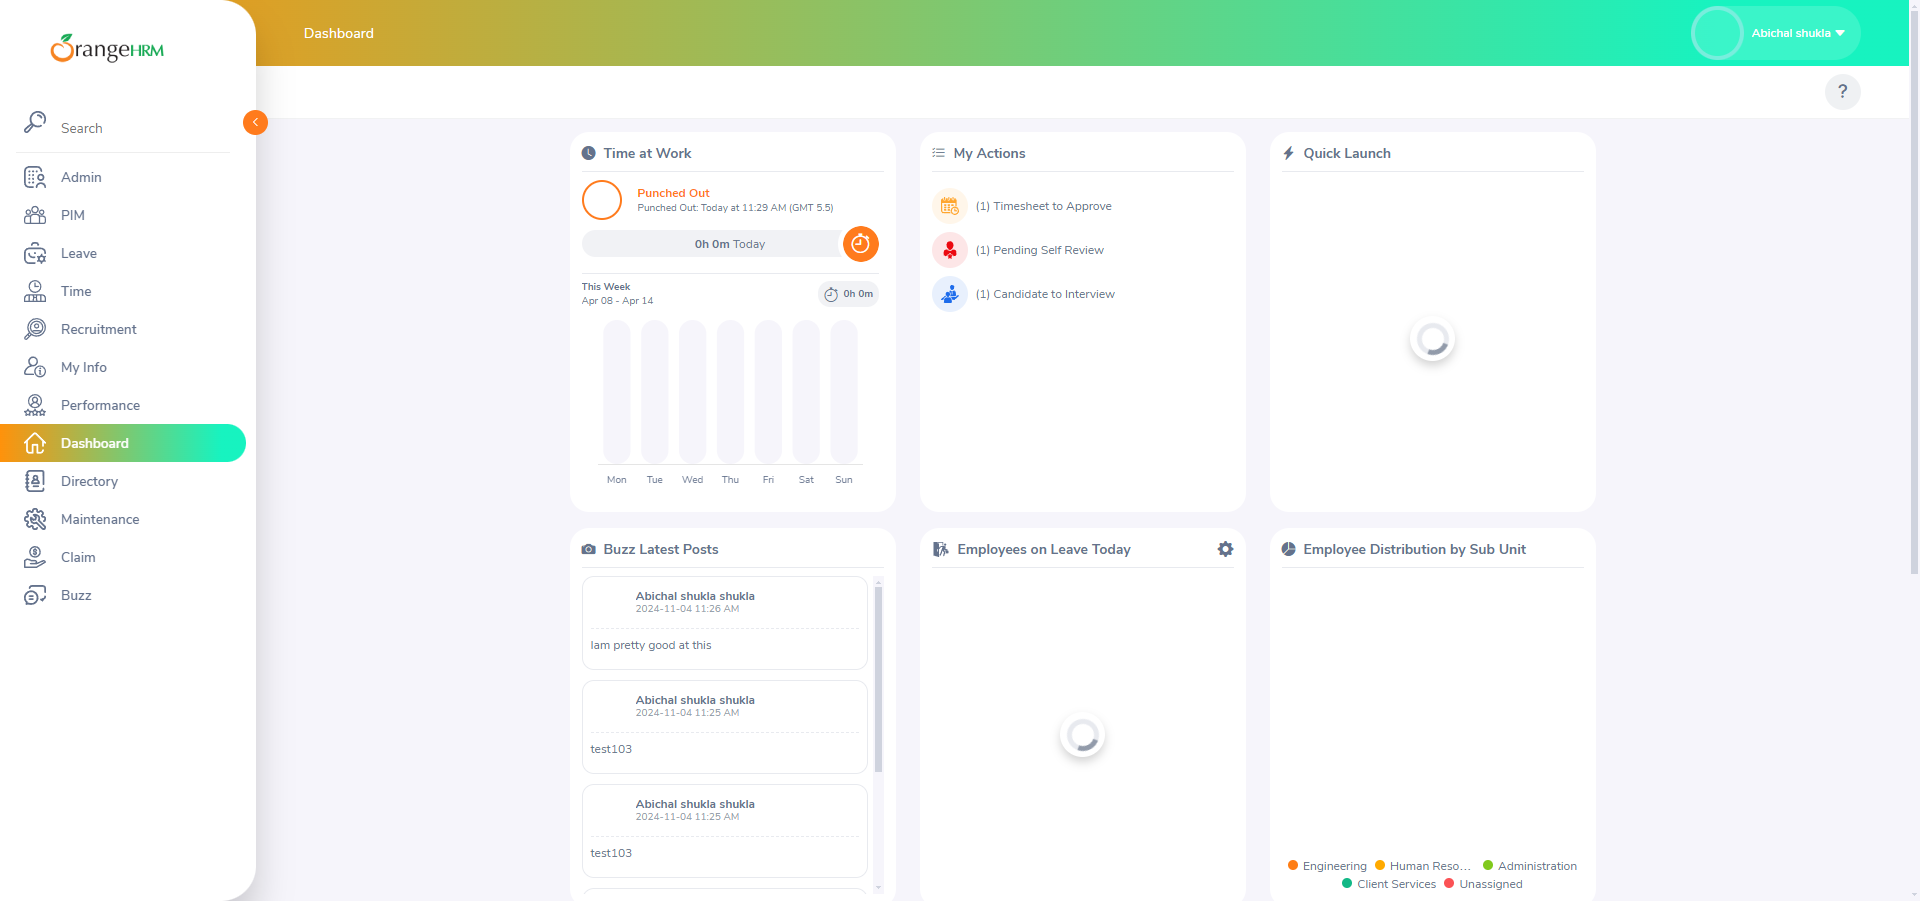 OrangeHRM
Dashboard
Abichal shukla
?
Search
Admin
PIM
Leave
Time
Recruitment
My Info
Performance
Dashboard
Directory
Maintenance
Claim
Buzz
Time at Work
Punched Out
Punched Out: Today at 11:29 AM (GMT 5.5)
0h 0m Today
This Week
Apr 08 - Apr 14
0h 0m
Mon Tue Wed Thu Fri Sat Sun
My Actions
(1) Timesheet to Approve
(1) Pending Self Review
(1) Candidate to Interview
Quick Launch
Buzz Latest Posts
Abichal shukla shukla
2024-11-04 11:26 AM
Iam pretty good at this
Abichal shukla shukla
2024-11-04 11:25 AM
test103
Abichal shukla shukla
2024-11-04 11:25 AM
test103
Employees on Leave Today
Employee Distribution by Sub Unit
Engineering Human Reso... Administration
Client Services Unassigned